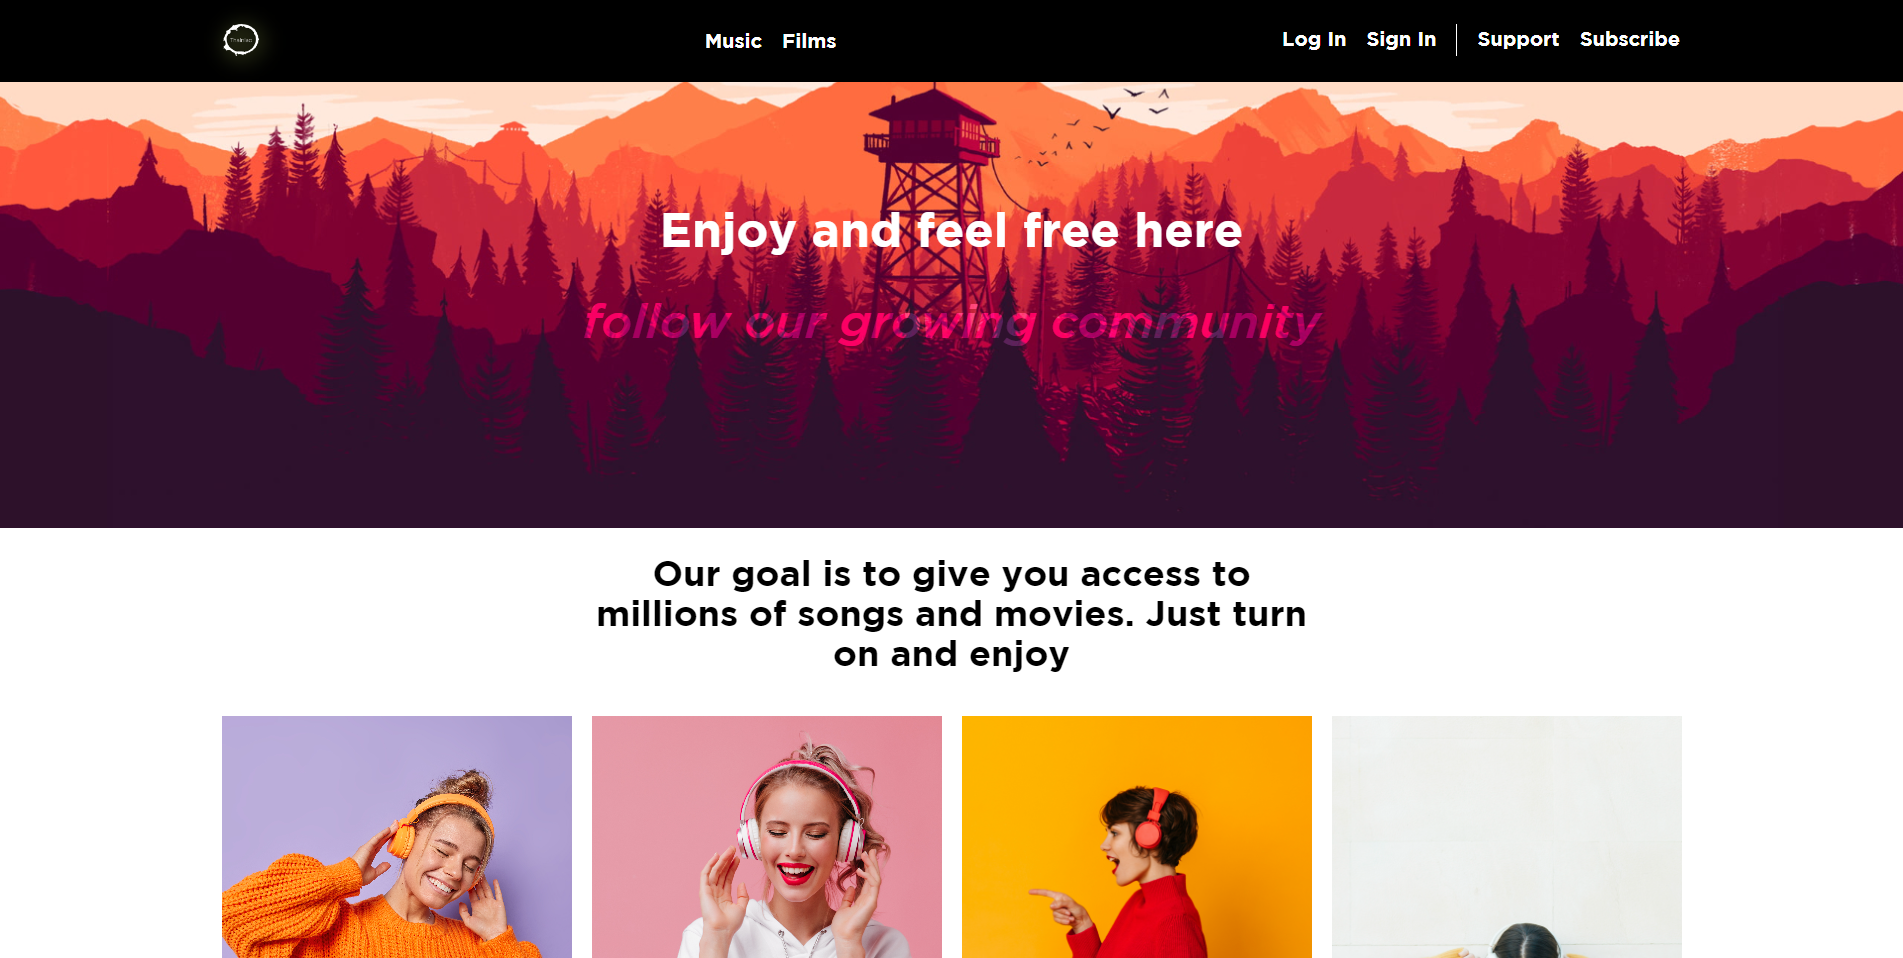 Music Films
Log In Sign In Support Subscribe
Enjoy and feel free here
follow our growing community
Our goal is to give you access to
millions of songs and movies. Just turn
on and enjoy